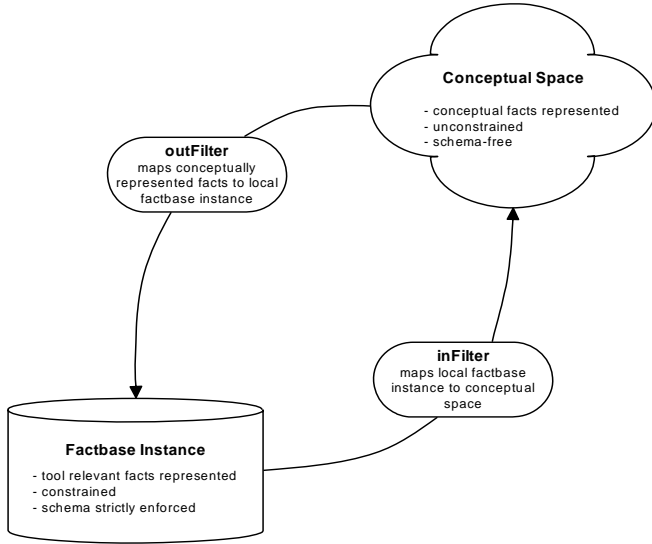 Conceptual Space
- conceptual facts represented
- unconstrained
- schema-free
outFilter
maps conceptually
represented facts to local
factbase instance
inFilter
maps local factbase
instance to conceptual
space
Factbase Instance
- tool relevant facts represented
- constrained
- schema strictly enforced